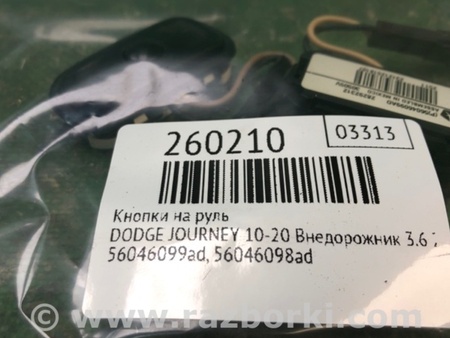 260210
03313
Кнопки на руль
DODGE JOURNEY 10-20 Внедорожник 3.6 ,
56046099ad, 56046098ad
© www.razborki.com